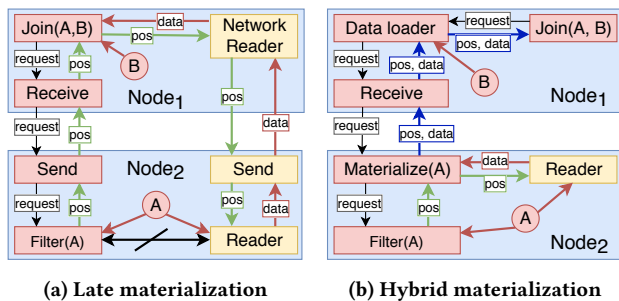 Join(A,B)
data
Network
Reader
pos
request
pos
B
Receive
Node1
request
pos
pos
data
Node2
Send
Send
request
pos
A
pos
data
Filter(A)
Reader
(a) Late materialization
Data loader
request
Join(A, B)
pos, data
request
pos, data
B
Receive
Node1
request
pos, data
Materialize(A)
data
Reader
pos
request
pos
A
Filter(A)
Node2
(b) Hybrid materialization